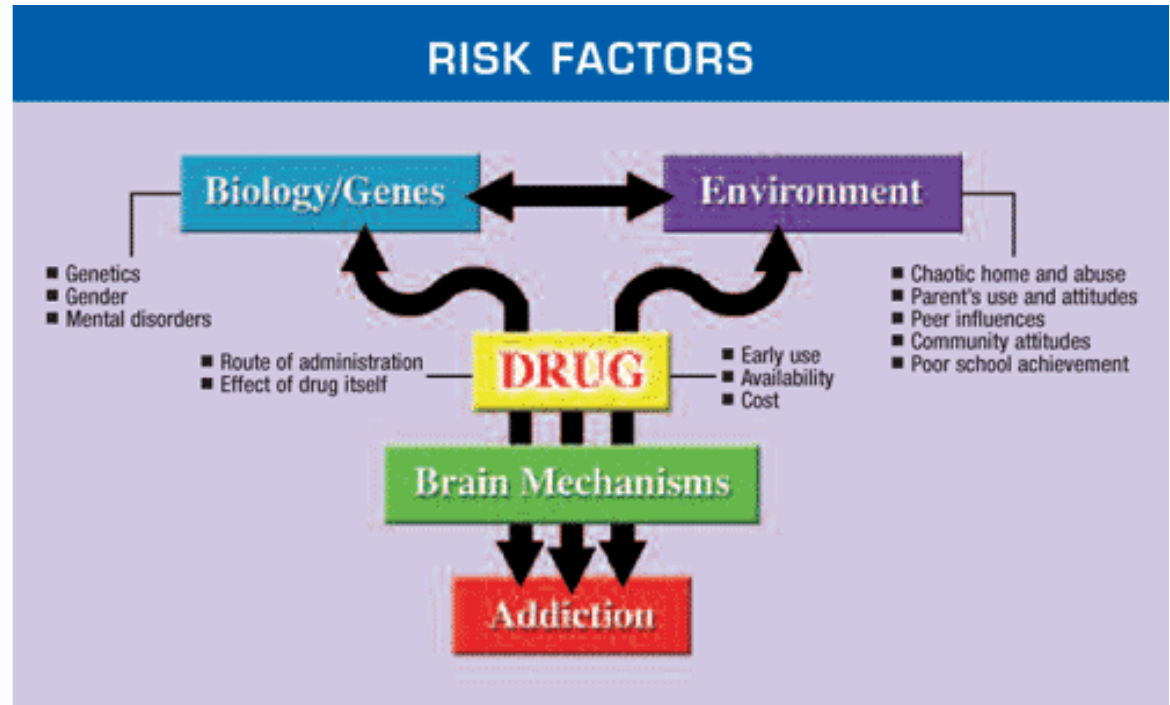 RISK FACTORS
Biology/Genes
Environment
■ Genetics
■ Gender
■ Mental disorders
■ Chaotic home and abuse
■ Parent's use and attitudes
■ Peer influences
■ Community attitudes
■ Poor school achievement
■ Route of administration
■ Effect of drug itself
DRUG
■ Early use
■ Availability
■ Cost
Brain Mechanisms
Addiction